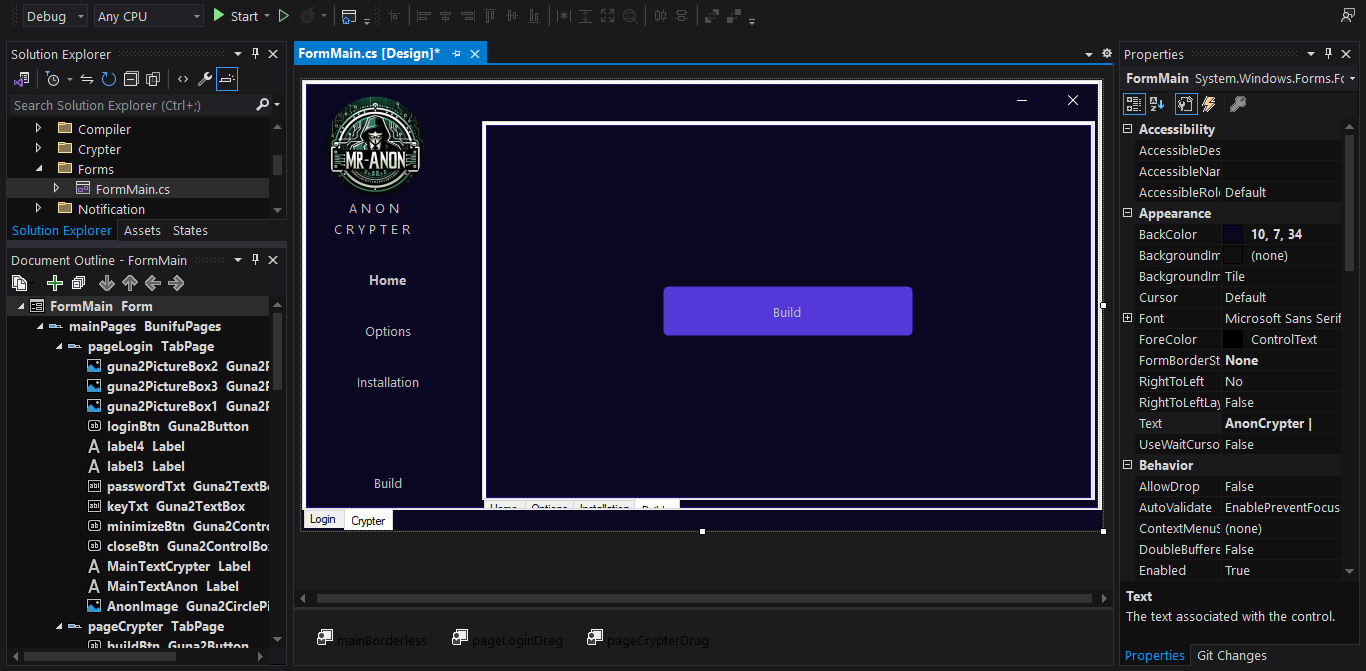 Debug
Any CPU
Start
Solution Explorer
Search Solution Explorer (Ctrl+;)
Compiler
Crypter
Forms
FormMain.cs
Notification
Solution Explorer Assets States
Document Outline - FormMain
FormMain Form
mainPages BunifuPages
pageLogin TabPage
guna2PictureBox2 Guna2P
guna2PictureBox3 Guna2P
guna2PictureBox1 Guna2P
loginBtn Guna2Button
label4 Label
label3 Label
passwordTxt Guna2TextBo
keyTxt Guna2TextBox
minimizeBtn Guna2Contro
closeBtn Guna2ControlBo
MainTextCrypter Label
MainTextAnon Label
AnonImage Guna2CirclePi
pageCrypter TabPage
buildBtn Guna2Button
FormMain.cs [Design]*
MR-ANON
ANON
CRYPTER
Home
Options
Installation
Build
Build
Home Options Installation Build
Login Crypter
mainBorderless pageLoginDrag pageCrypterDrag
Properties
FormMain System.Windows.Forms.Fo
Accessibility
AccessibleDes
AccessibleNar
AccessibleRole Default
Appearance
BackColor 10, 7, 34
BackgroundIm (none)
BackgroundIm Tile
Cursor Default
Font Microsoft Sans Serif
ForeColor ControlText
FormBorderSt None
RightToLeft No
RightToLeftLay False
Text AnonCrypter |
UseWaitCurso False
Behavior
AllowDrop False
AutoValidate EnablePreventFocus
ContextMenuS (none)
DoubleBuffere False
Enabled True
Text
The text associated with the control.
Properties Git Changes